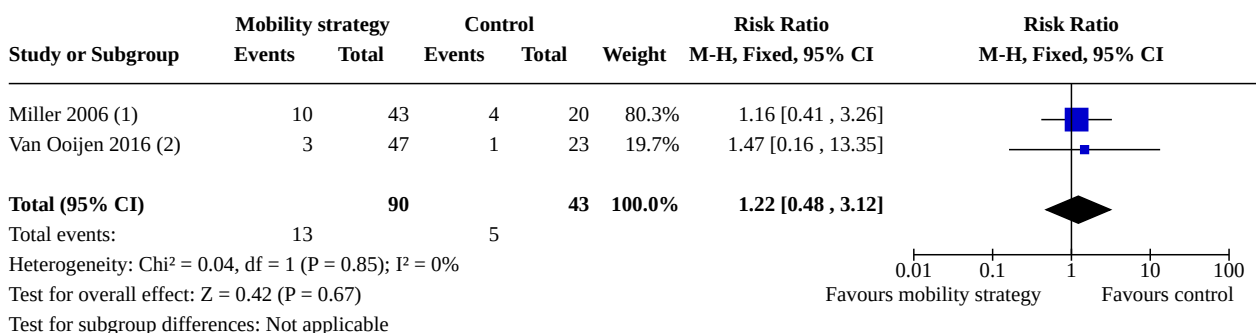 Mobility strategy Control Risk Ratio Risk Ratio
Study or Subgroup Events Total Events Total Weight M-H, Fixed, 95% CI M-H, Fixed, 95% CI
Miller 2006 (1) 10 43 4 20 80.3% 1.16 [0.41 , 3.26]
Van Ooijen 2016 (2) 3 47 1 23 19.7% 1.47 [0.16 , 13.35]
Total (95% CI) 90 43 100.0% 1.22 [0.48 , 3.12]
Total events: 13 5
Heterogeneity: Chi² = 0.04, df = 1 (P = 0.85); I² = 0%
0.01 0.1 1 10 100
Test for overall effect: Z = 0.42 (P = 0.67)
Favours mobility strategy Favours control
Test for subgroup differences: Not applicable